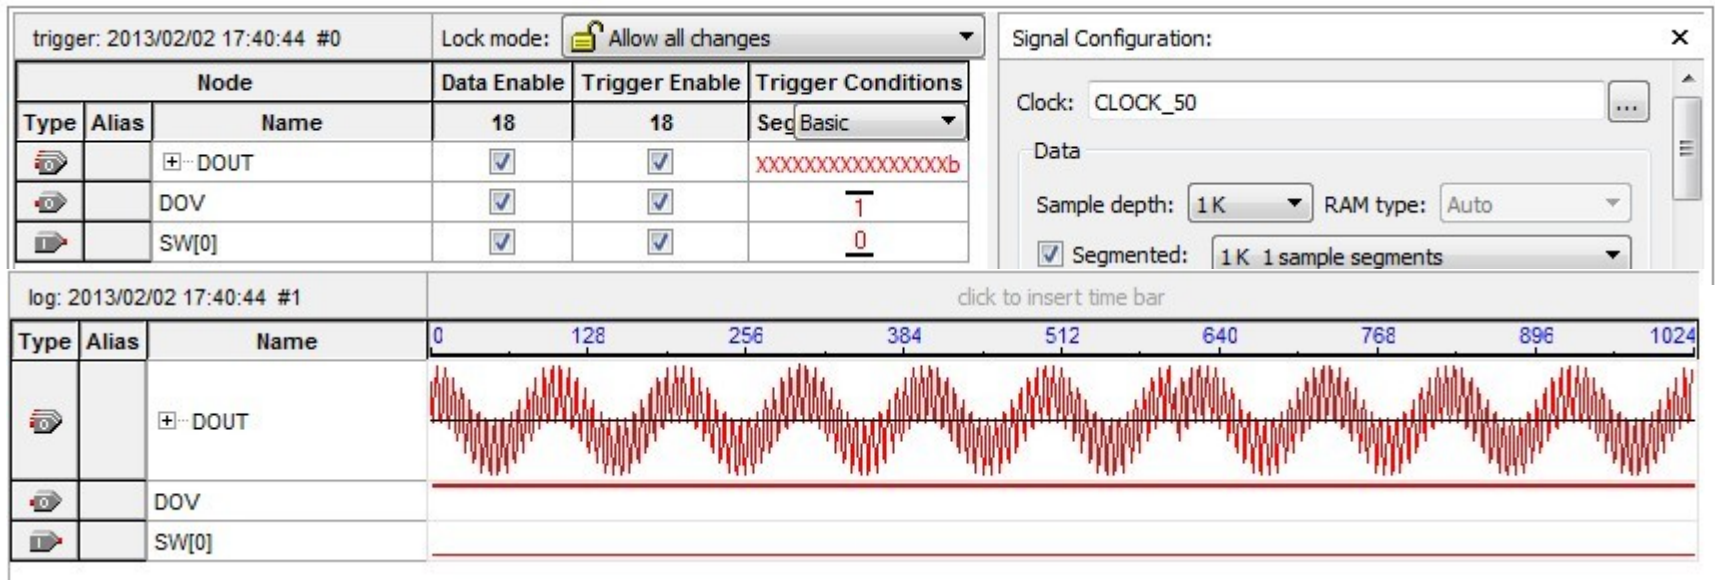 trigger: 2013/02/02 17:40:44 #0
Lock mode: Allow all changes
Signal Configuration:
Node Data Enable Trigger Enable Trigger Conditions
Type Alias Name 18 18 Seg Basic
DOUT XXXXXXXXXXXXXXXXb
DOV 1
SW[0] 0
Clock: CLOCK_50 ...
Data
Sample depth: 1 K RAM type: Auto
Segmented: 1 K 1 sample segments
log: 2013/02/02 17:40:44 #1 click to insert time bar
Type Alias Name 0 128 256 384 512 640 768 896 1024
DOUT
DOV
SW[0]